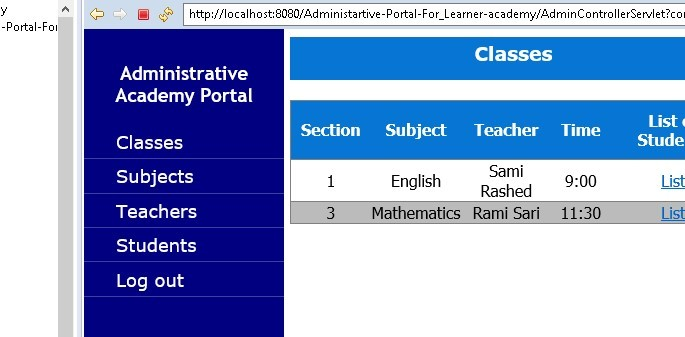 y
-Portal-For
http://localhost:8080/Administartive-Portal-For_Learner-academy/AdminControllerServlet?co
Administrative
Academy Portal
Classes
Subjects
Teachers
Students
Log out
Classes
Section Subject Teacher Time List
1 English Sami Rashed 9:00 List
3 Mathematics Rami Sari 11:30 List